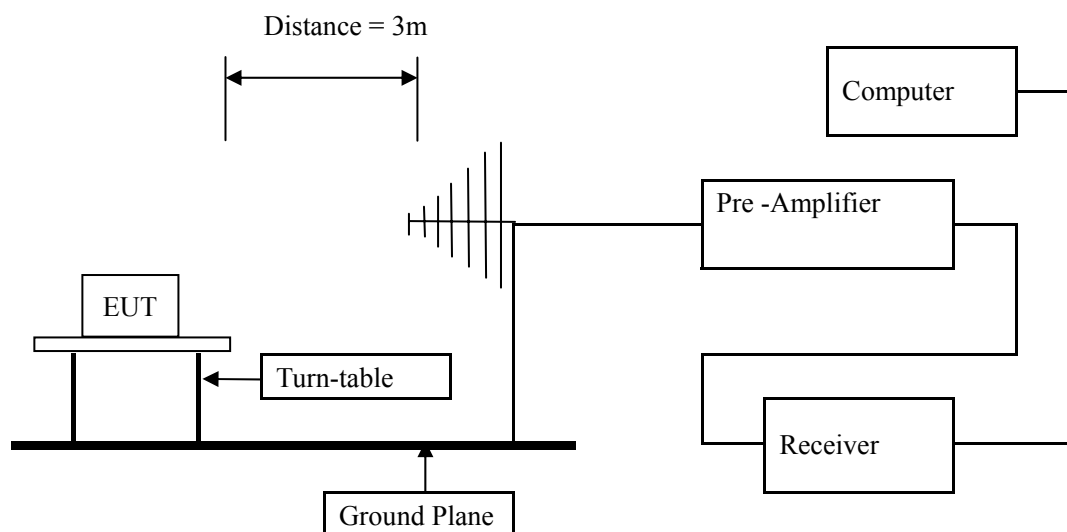 Distance = 3m
Computer
Pre -Amplifier
EUT
Turn-table
Receiver
Ground Plane